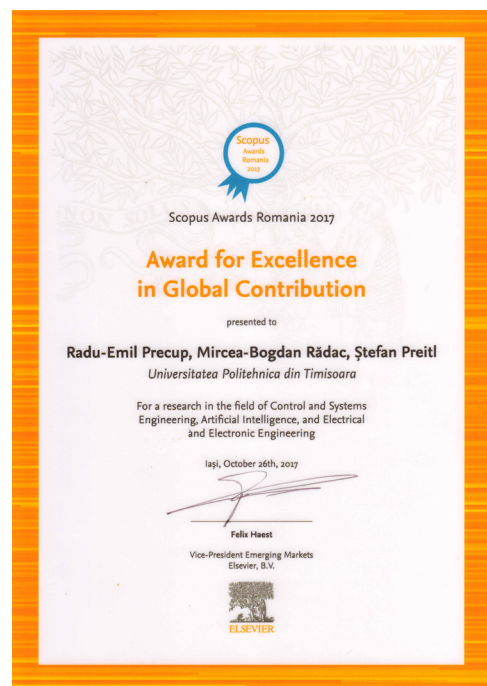 Scopus
Awards
Romania
2017
NON SOLUS
Scopus Awards Romania 2017
Award for Excellence
in Global Contribution
presented to
Radu-Emil Precup, Mircea-Bogdan Rădac, Ștefan Preitl
Universitatea Politehnica din Timisoara
For a research in the field of Control and Systems
Engineering, Artificial Intelligence, and Electrical
and Electronic Engineering
Iași, October 26th, 2017
Felix Haest
Vice-President Emerging Markets
Elsevier, B.V.
ELSEVIER